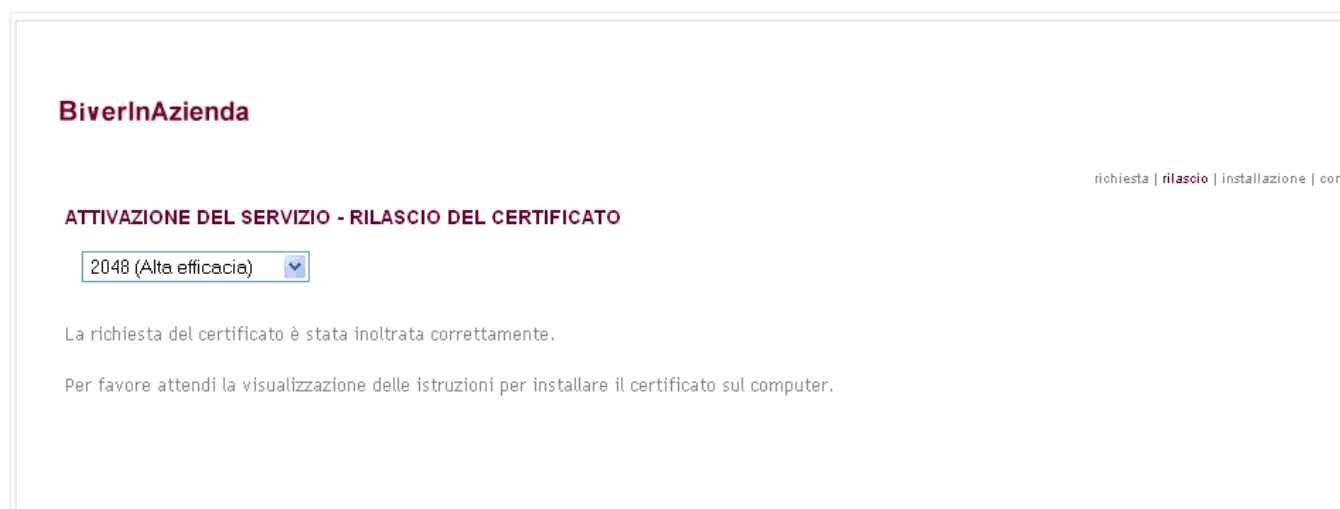 BiverInAzienda
richiesta | rilascio | installazione |
ATTIVAZIONE DEL SERVIZIO - RILASCIO DEL CERTIFICATO
2048 (Alta efficacia)
La richiesta del certificato è stata inoltrata correttamente.
Per favore attendi la visualizzazione delle istruzioni per installare il certificato sul computer.